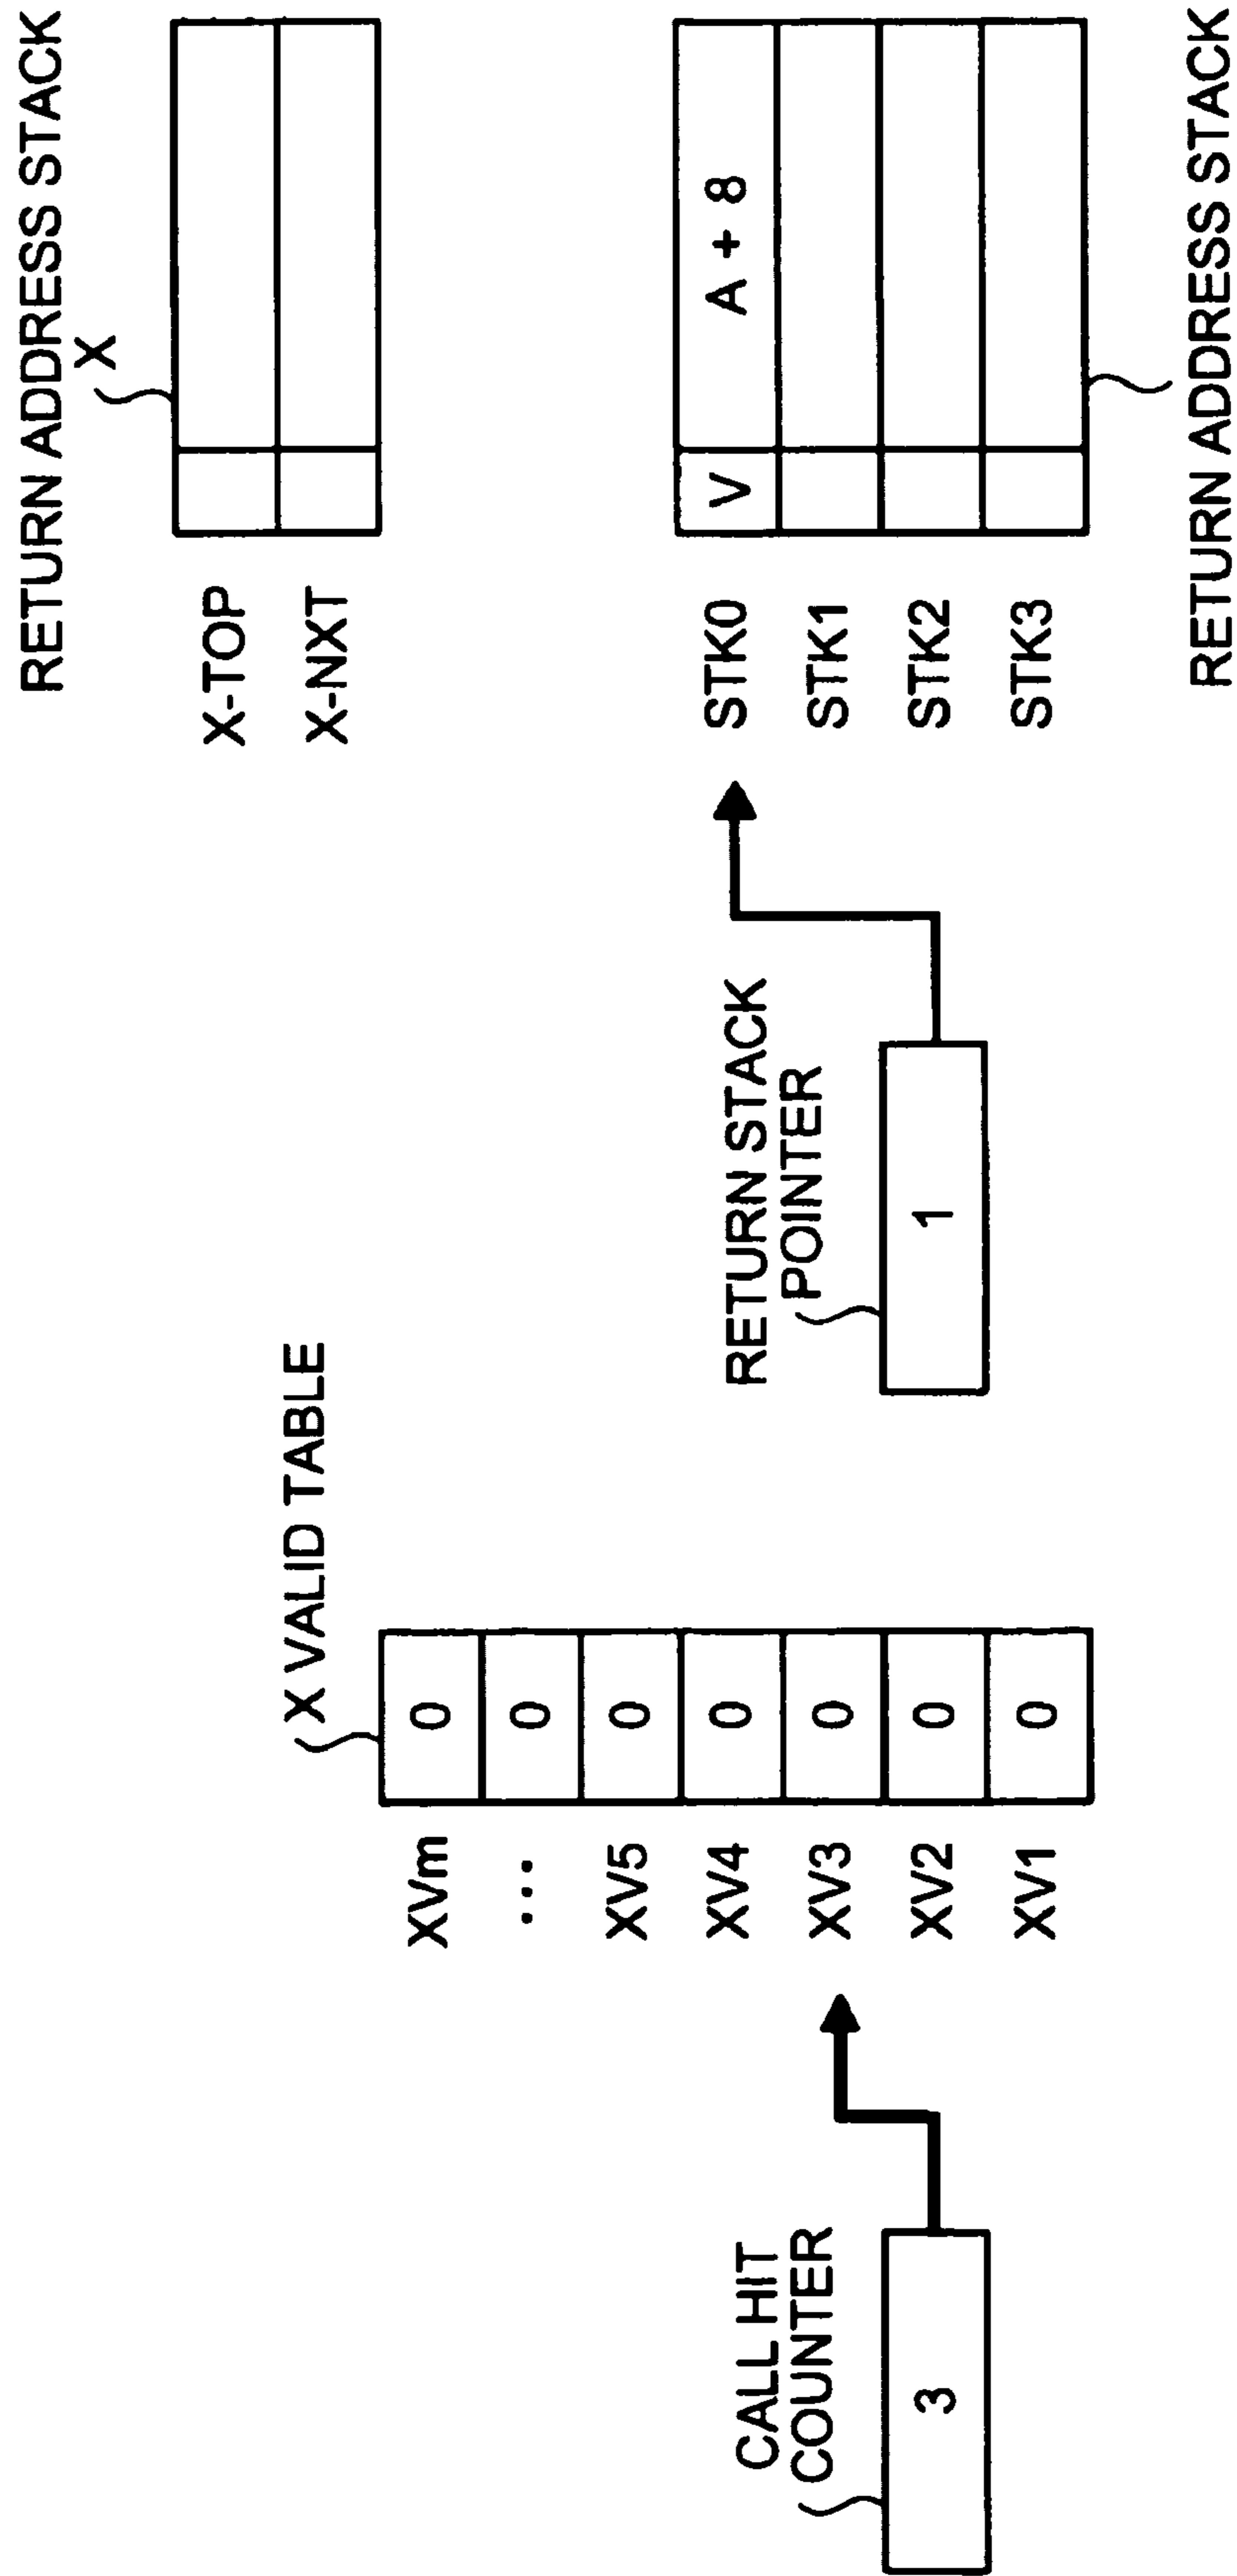 RETURN ADDRESS STACK
X
X-TOP
X-NXT
X VALID TABLE
XVm 0
... 0
XV5 0
XV4 0
XV3 0
XV2 0
XV1 0
CALL HIT
COUNTER
3
RETURN STACK
POINTER
1
STK0 V A + 8
STK1
STK2
STK3
RETURN ADDRESS STACK